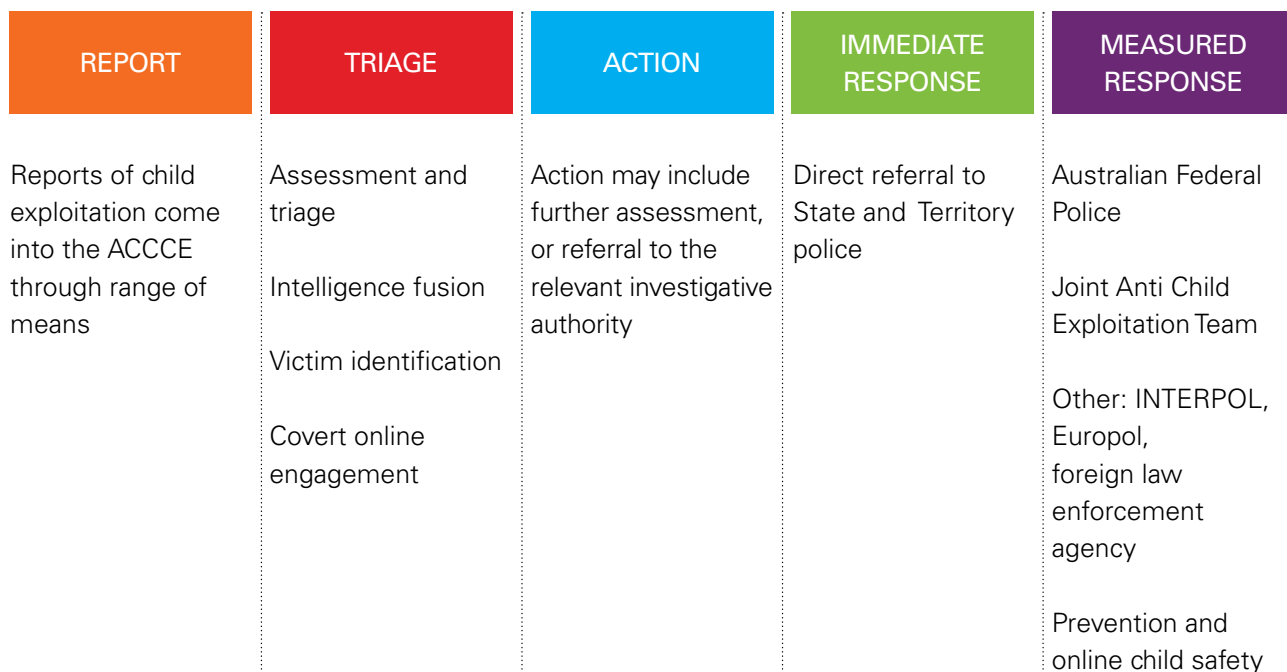 REPORT
Reports of child
exploitation come
into the ACCCE
through range of
means
TRIAGE
Assessment and
triage
Intelligence fusion
Victim identification
Covert online
engagement
ACTION
Action may include
further assessment,
or referral to the
relevant investigative
authority
IMMEDIATE
RESPONSE
Direct referral to
State and Territory
police
MEASURED
RESPONSE
Australian Federal
Police
Joint Anti Child
Exploitation Team
Other: INTERPOL,
Europol,
foreign law
enforcement
agency
Prevention and
online child safety